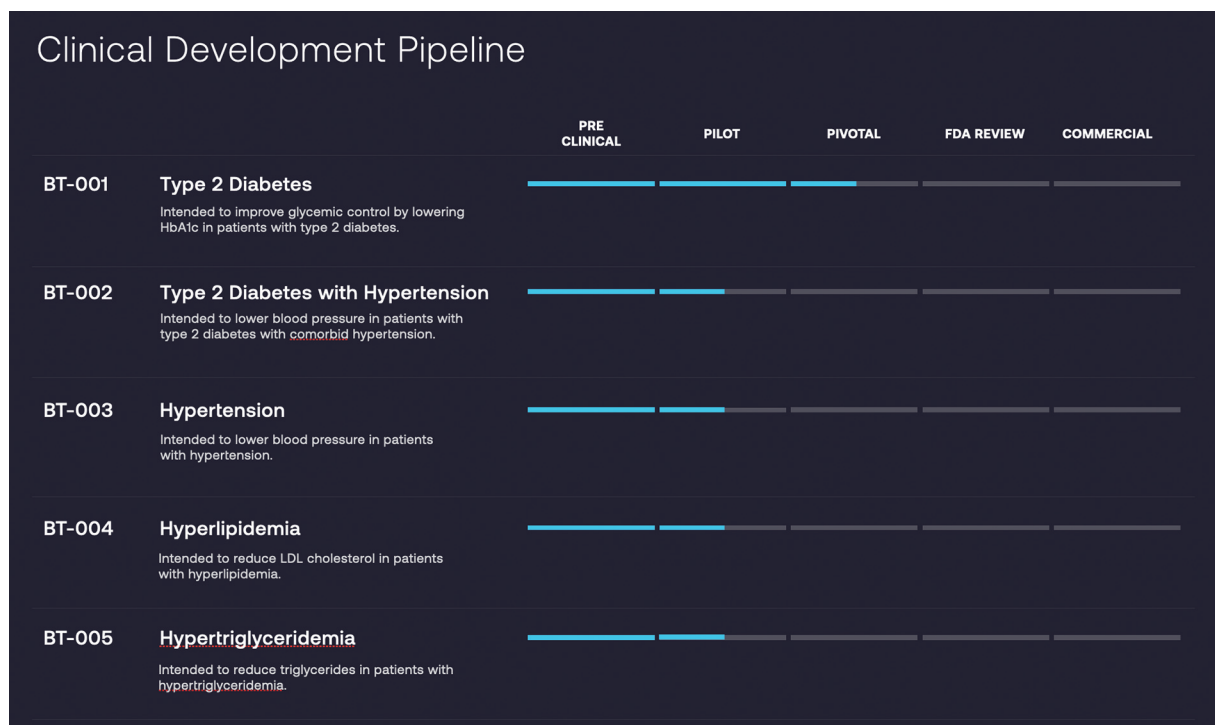 Clinical Development Pipeline
PRE
CLINICAL
PILOT
PIVOTAL
FDA REVIEW
COMMERCIAL
BT-001
Type 2 Diabetes
Intended to improve glycemic control by lowering
HbA1c in patients with type 2 diabetes.
BT-002
Type 2 Diabetes with Hypertension
Intended to lower blood pressure in patients with
type 2 diabetes with comorbid hypertension.
BT-003
Hypertension
Intended to lower blood pressure in patients
with hypertension.
BT-004
Hyperlipidemia
Intended to reduce LDL cholesterol in patients
with hyperlipidemia.
BT-005
Hypertriglyceridemia
Intended to reduce triglycerides in patients with
hypertriglyceridemia.